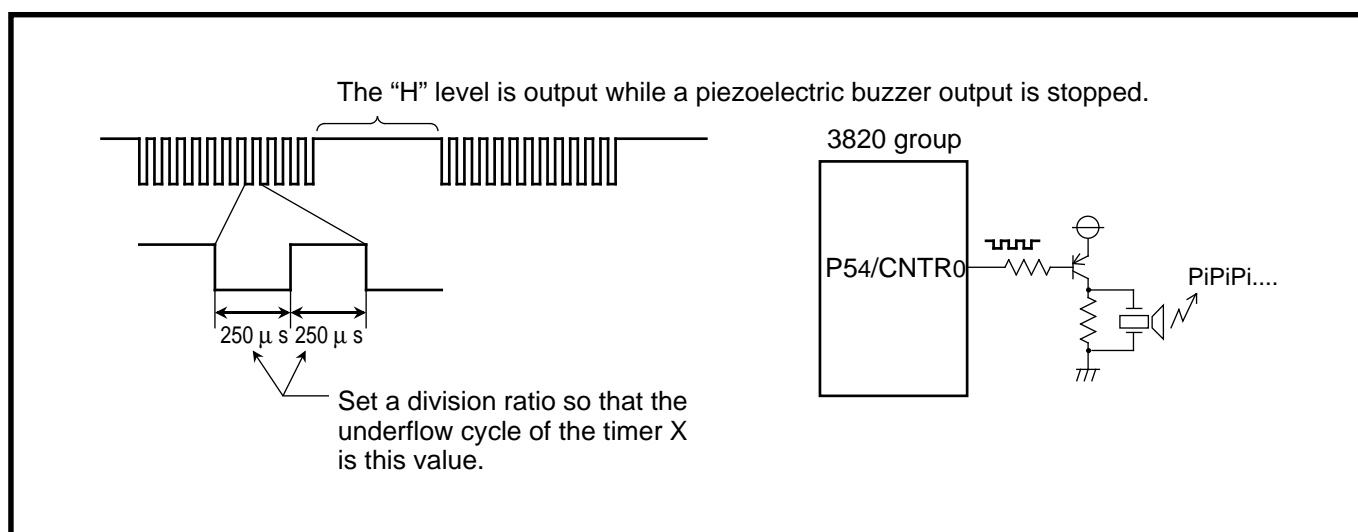 The “H” level is output while a piezoelectric buzzer output is stopped.
3820 group
P54/CNTR0
PiPiPi....
250 μ s 250 μ s
Set a division ratio so that the
underflow cycle of the timer X
is this value.